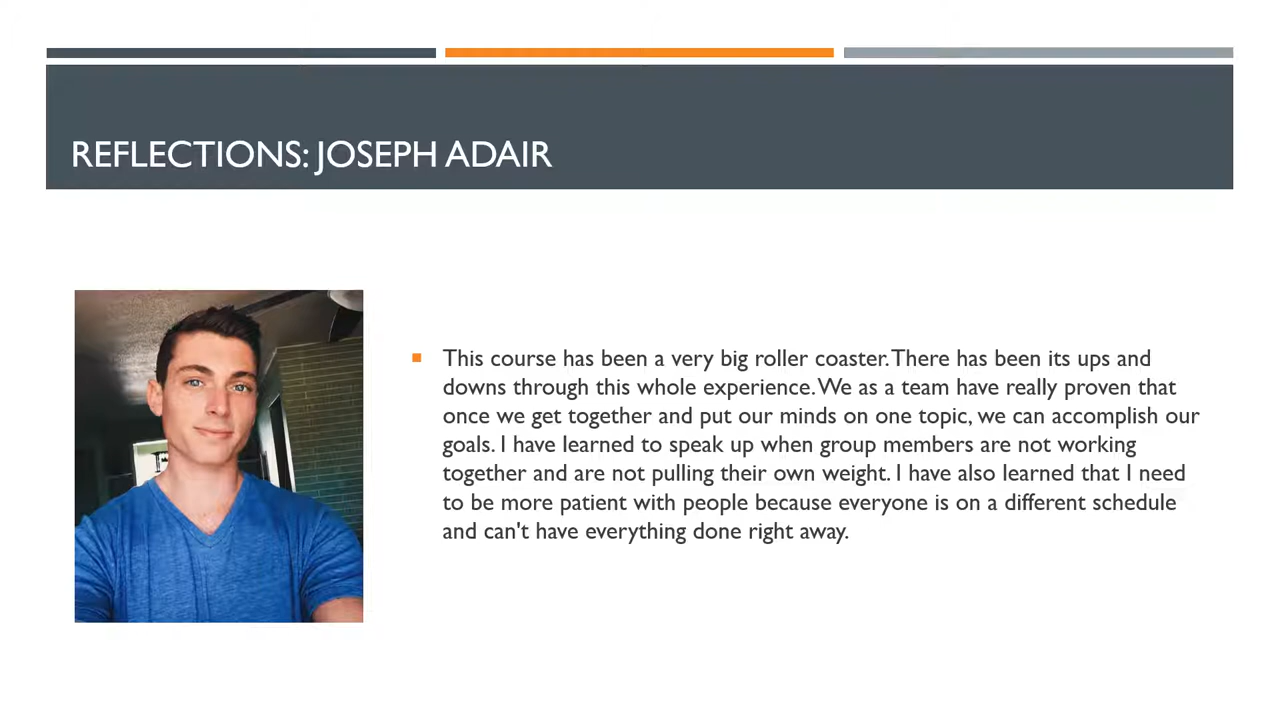 REFLECTIONS: JOSEPH ADAIR
This course has been a very big roller coaster. There has been its ups and
downs through this whole experience. We as a team have really proven that
once we get together and put our minds on one topic, we can accomplish our
goals. I have learned to speak up when group members are not working
together and are not pulling their own weight. I have also learned that I need
to be more patient with people because everyone is on a different schedule
and can't have everything done right away.